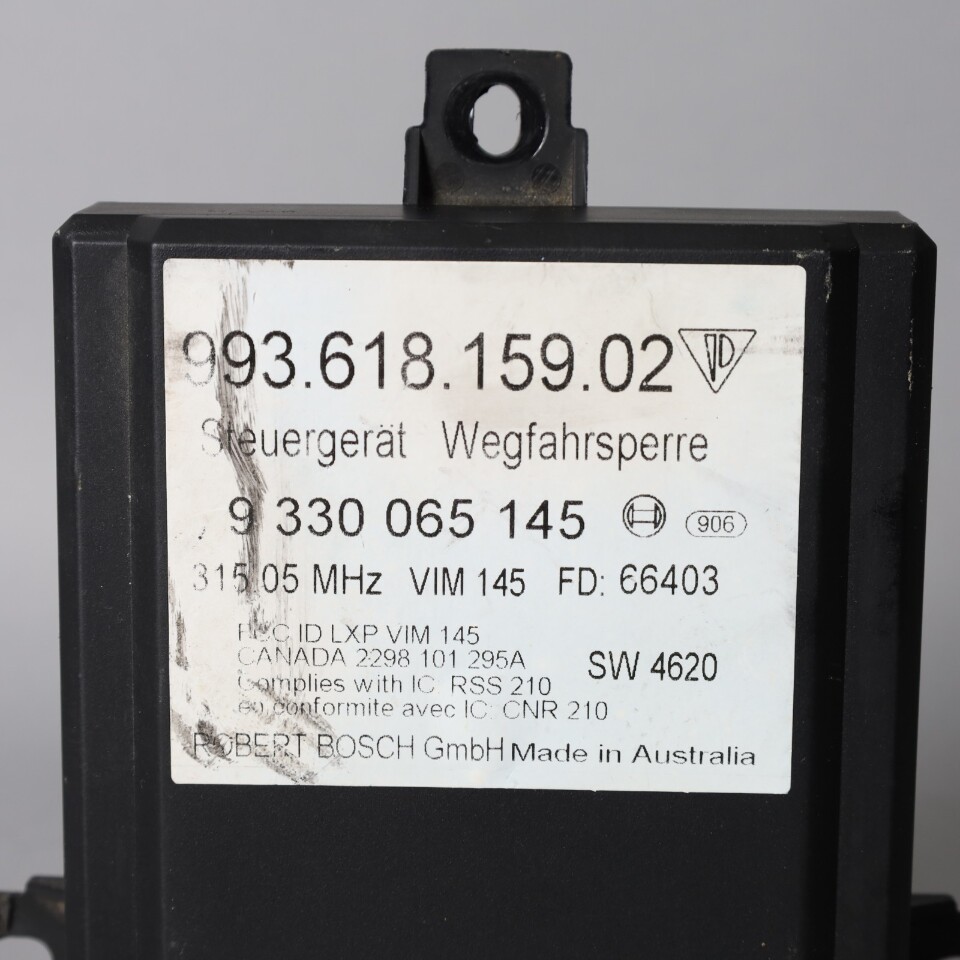 993.618.159.02
Steuergerät Wegfahrsperre
9 330 065 145 906
315.05 MHz VIM 145 FD: 66403
FCC ID LXP VIM 145
CANADA 2298 101 295A SW 4620
Complies with IC: RSS 210
en conformite avec IC: CNR 210
ROBERT BOSCH GmbH Made in Australia